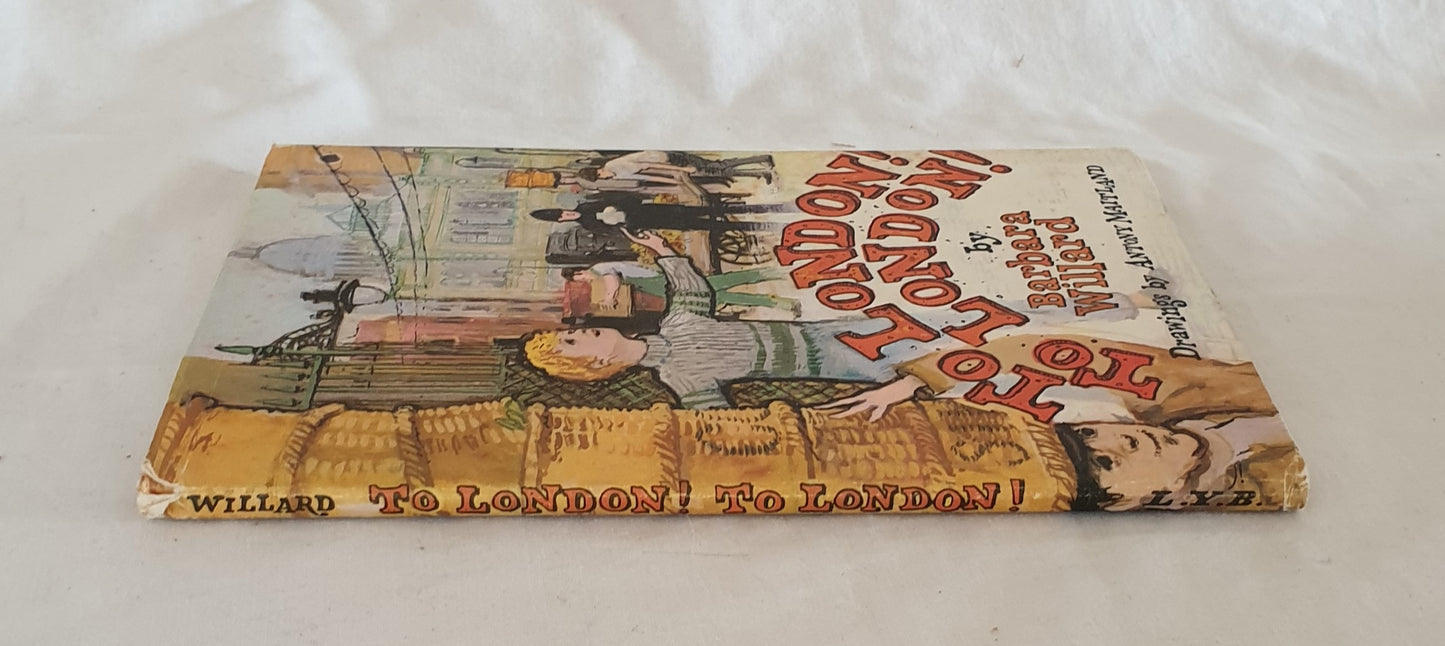 TO LONDON!
TO LONDON!
by
Barbara
Willard
Drawings by ANTONY MAITLAND
WILLARD TO LONDON! TO LONDON! L.Y.B.